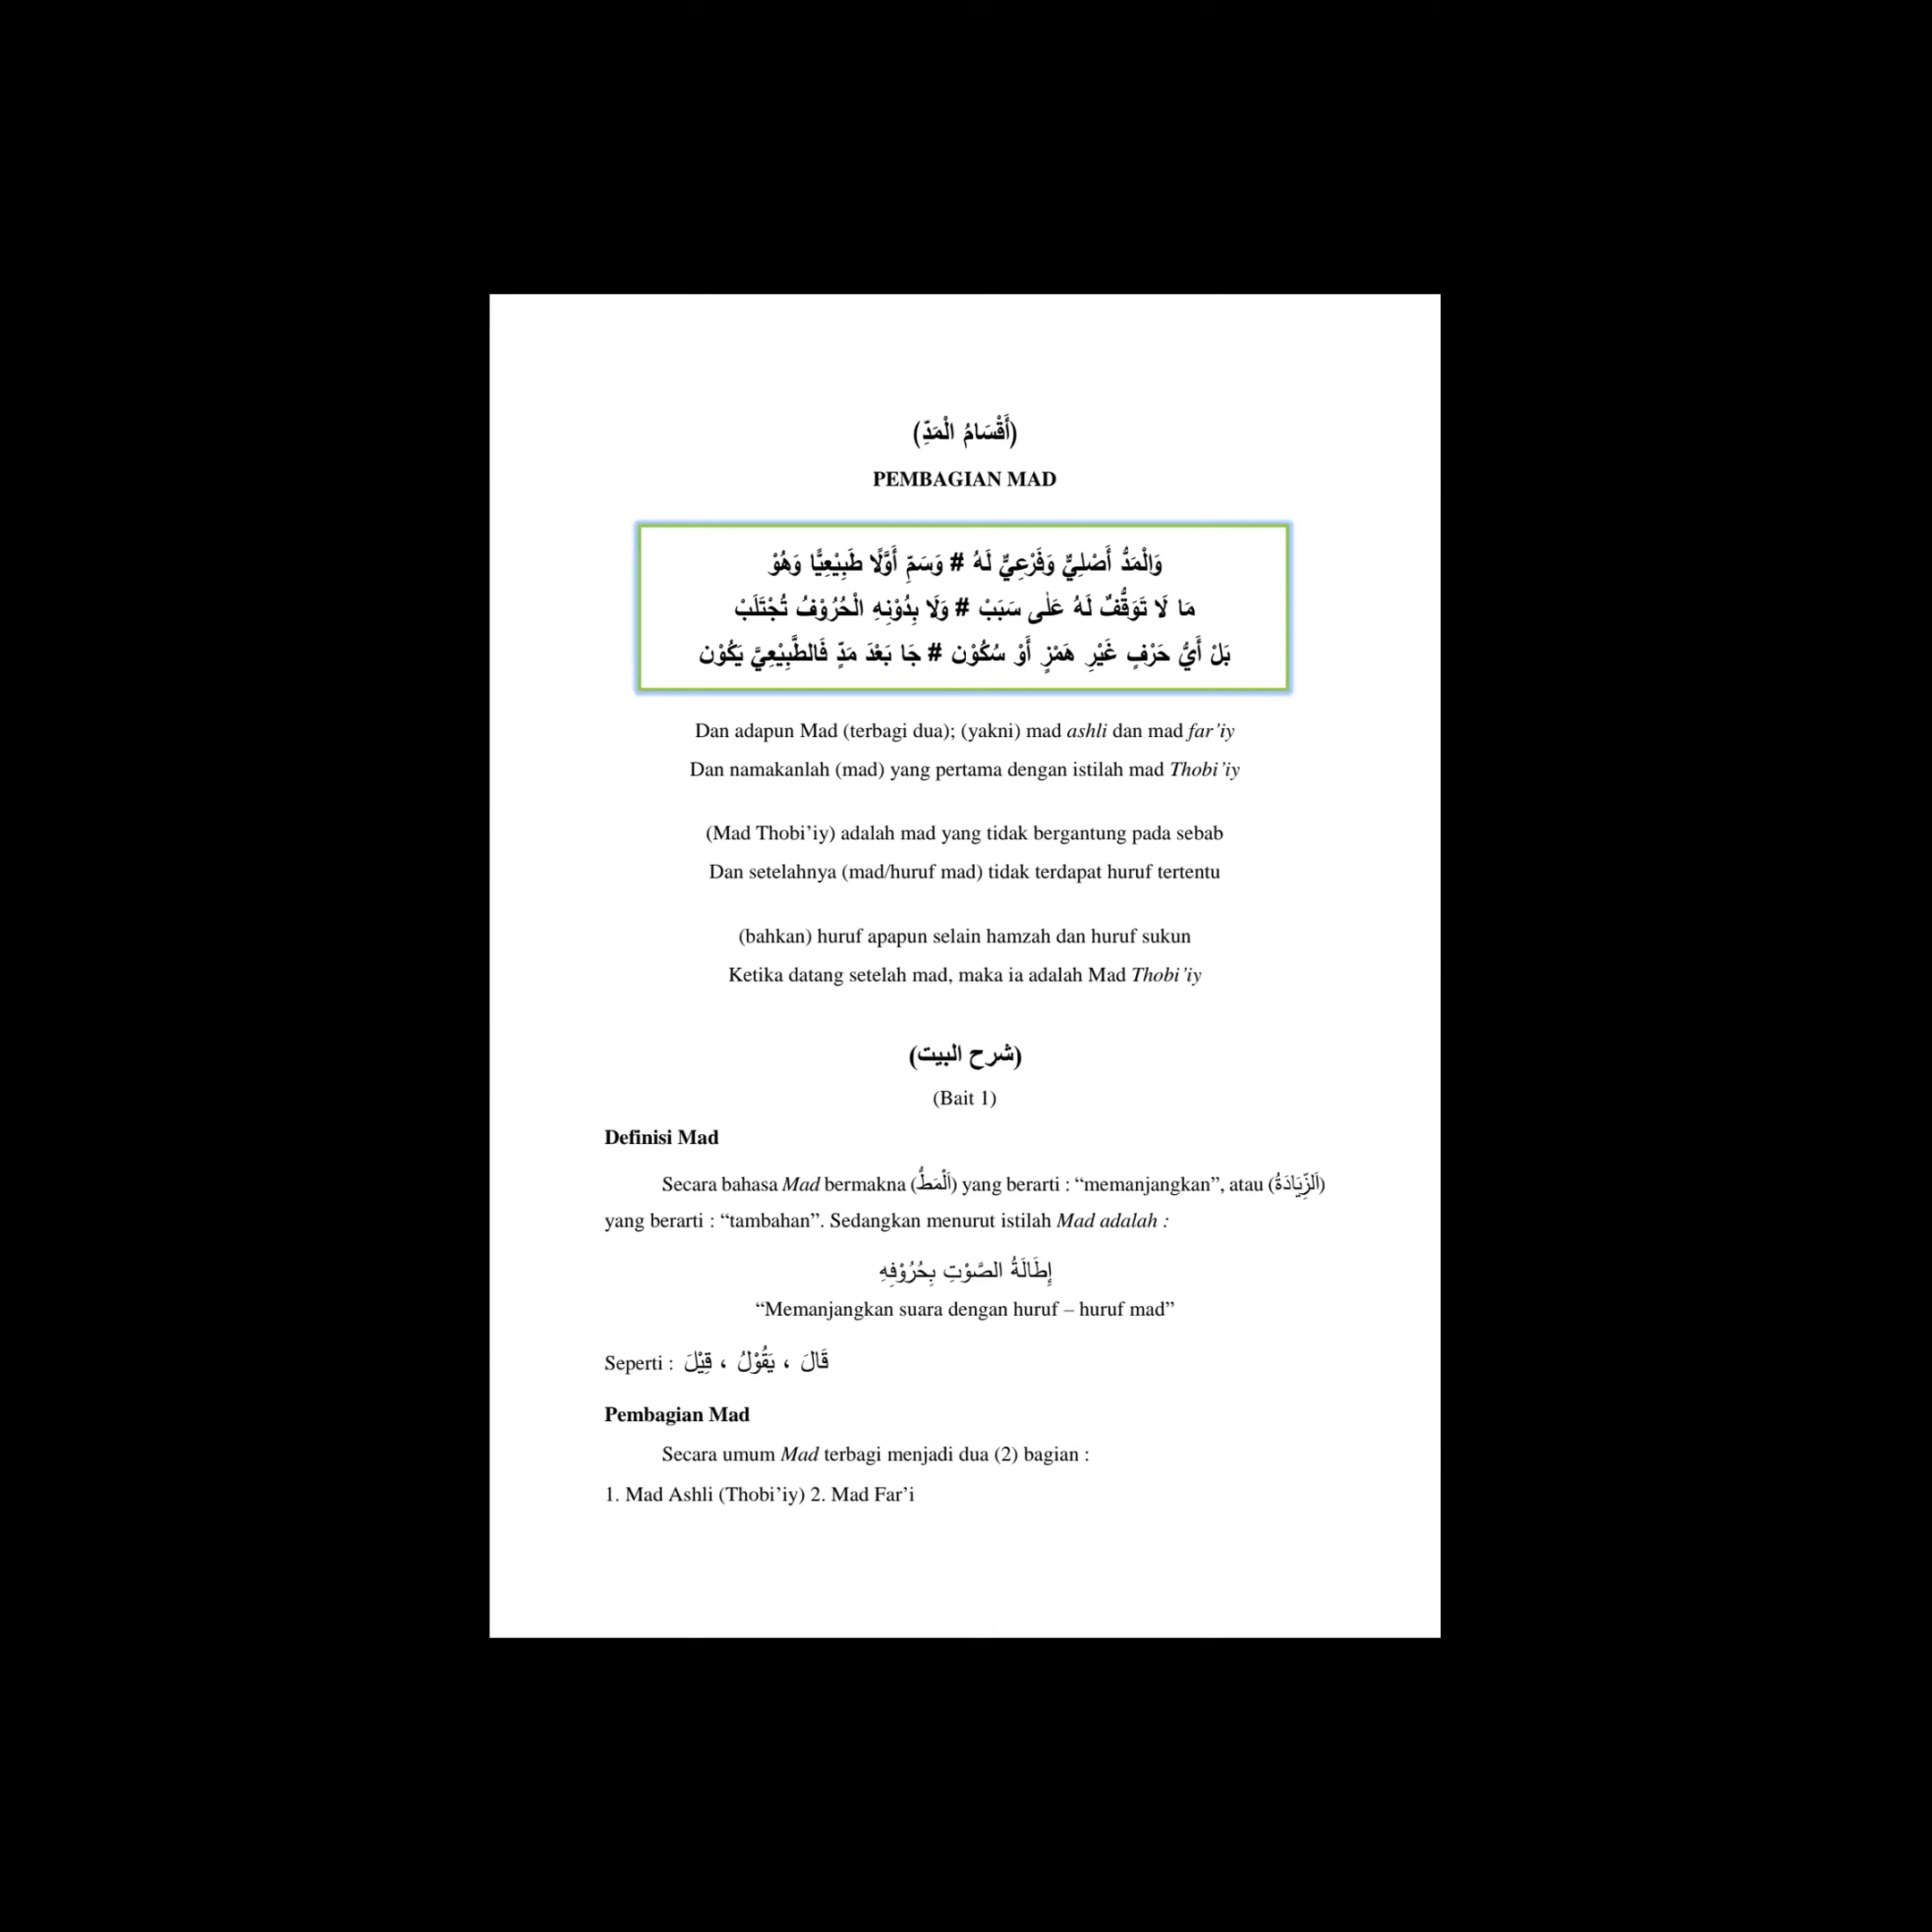 (أَقْسَامُ الْمَدِّ)
PEMBAGIAN MAD
وَالْمَدُّ أَصْلِيٌّ وَفَرْعِيٌّ لَهُ # وَسَمِّ أَوَّلًا طَبِيْعِيًّا وَهُوْ
مَا لَا تَوَقُّفٌ لَهُ عَلٰى سَبَبْ # وَلَا بِدُوْنِهِ الْحُرُوْفُ تُجْتَلَبْ
بَلْ أَيُّ حَرْفٍ غَيْرِ هَمْزٍ أَوْ سُكُوْن # جَا بَعْدَ مَدٍّ فَالطَّبِيْعِيَّ يَكُوْن
Dan adapun Mad (terbagi dua); (yakni) mad ashli dan mad far’iy
Dan namakanlah (mad) yang pertama dengan istilah mad Thobi’iy
(Mad Thobi’iy) adalah mad yang tidak bergantung pada sebab
Dan setelahnya (mad/huruf mad) tidak terdapat huruf tertentu
(bahkan) huruf apapun selain hamzah dan huruf sukun
Ketika datang setelah mad, maka ia adalah Mad Thobi’iy
(شرح البيت)
(Bait 1)
Definisi Mad
Secara bahasa Mad bermakna (اَلْمَطُّ) yang berarti : “memanjangkan”, atau (اَلزِّيَادَةُ)
yang berarti : “tambahan”. Sedangkan menurut istilah Mad adalah :
إِطَالَةُ الصَّوْتِ بِحُرُوْفِهِ
“Memanjangkan suara dengan huruf – huruf mad”
Seperti : قَالَ ، يَقُوْلُ ، قِيْلَ
Pembagian Mad
Secara umum Mad terbagi menjadi dua (2) bagian :
1. Mad Ashli (Thobi’iy) 2. Mad Far’i